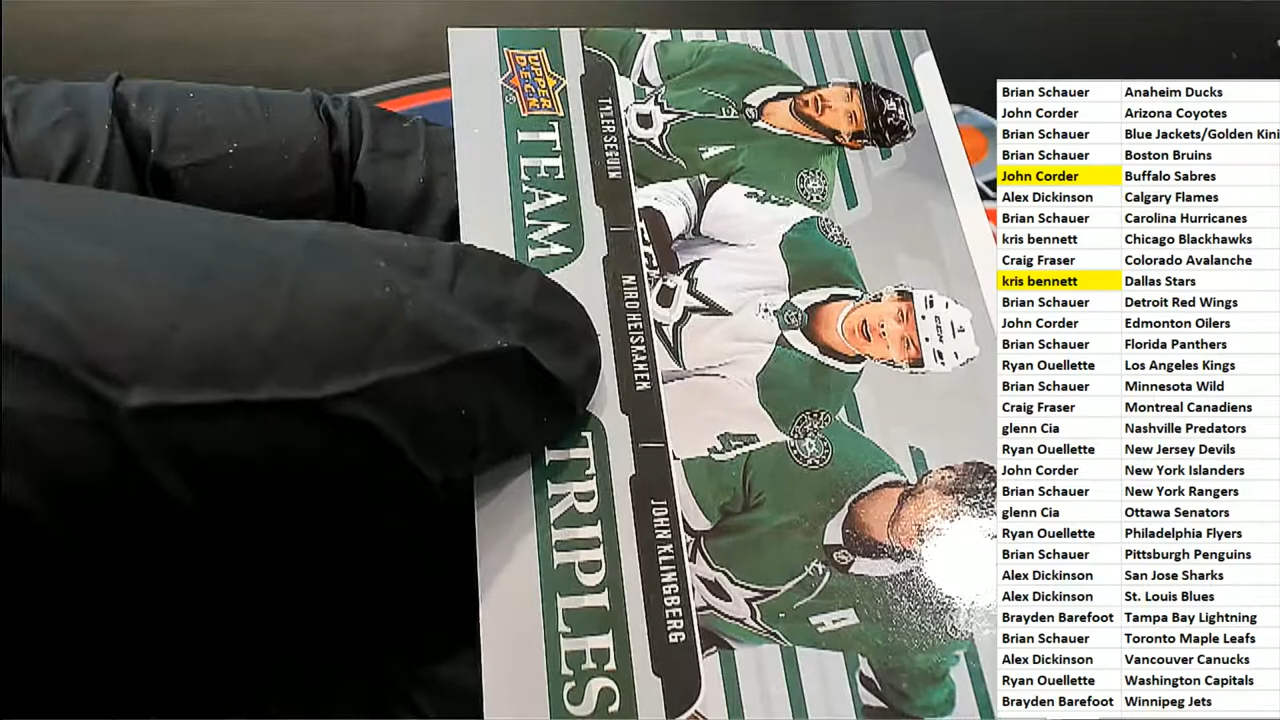 UPPER DECK
TEAM TRIPLES
TYLER SEGUIN | MIRO HEISKANEN | JOHN KLINGBERG
A
4
A
CCM
4
Brian Schauer Anaheim Ducks
John Corder Arizona Coyotes
Brian Schauer Blue Jackets/Golden Kni
Brian Schauer Boston Bruins
John Corder Buffalo Sabres
Alex Dickinson Calgary Flames
Brian Schauer Carolina Hurricanes
kris bennett Chicago Blackhawks
Craig Fraser Colorado Avalanche
kris bennett Dallas Stars
Brian Schauer Detroit Red Wings
John Corder Edmonton Oilers
Brian Schauer Florida Panthers
Ryan Ouellette Los Angeles Kings
Brian Schauer Minnesota Wild
Craig Fraser Montreal Canadiens
glenn Cia Nashville Predators
Ryan Ouellette New Jersey Devils
John Corder New York Islanders
Brian Schauer New York Rangers
glenn Cia Ottawa Senators
Ryan Ouellette Philadelphia Flyers
Brian Schauer Pittsburgh Penguins
Alex Dickinson San Jose Sharks
Alex Dickinson St. Louis Blues
Brayden Barefoot Tampa Bay Lightning
Brian Schauer Toronto Maple Leafs
Alex Dickinson Vancouver Canucks
Ryan Ouellette Washington Capitals
Brayden Barefoot Winnipeg Jets